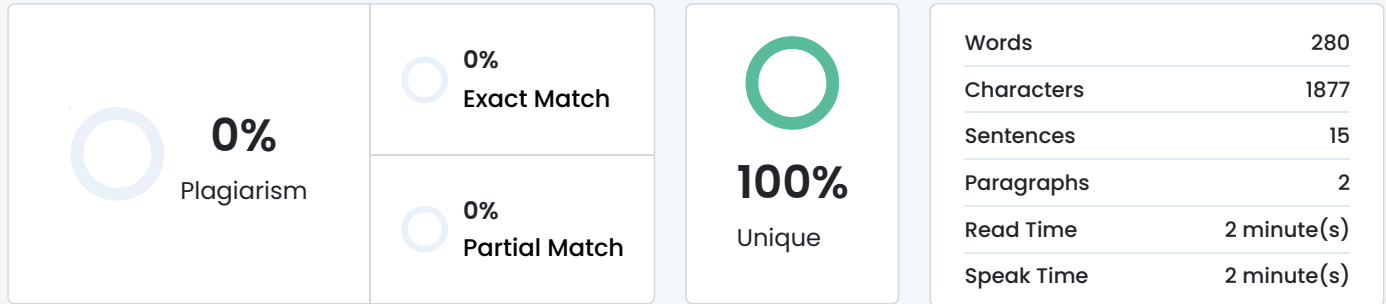 0%
Plagiarism
0%
Exact Match
0%
Partial Match
100%
Unique
Words 280
Characters 1877
Sentences 15
Paragraphs 2
Read Time 2 minute(s)
Speak Time 2 minute(s)